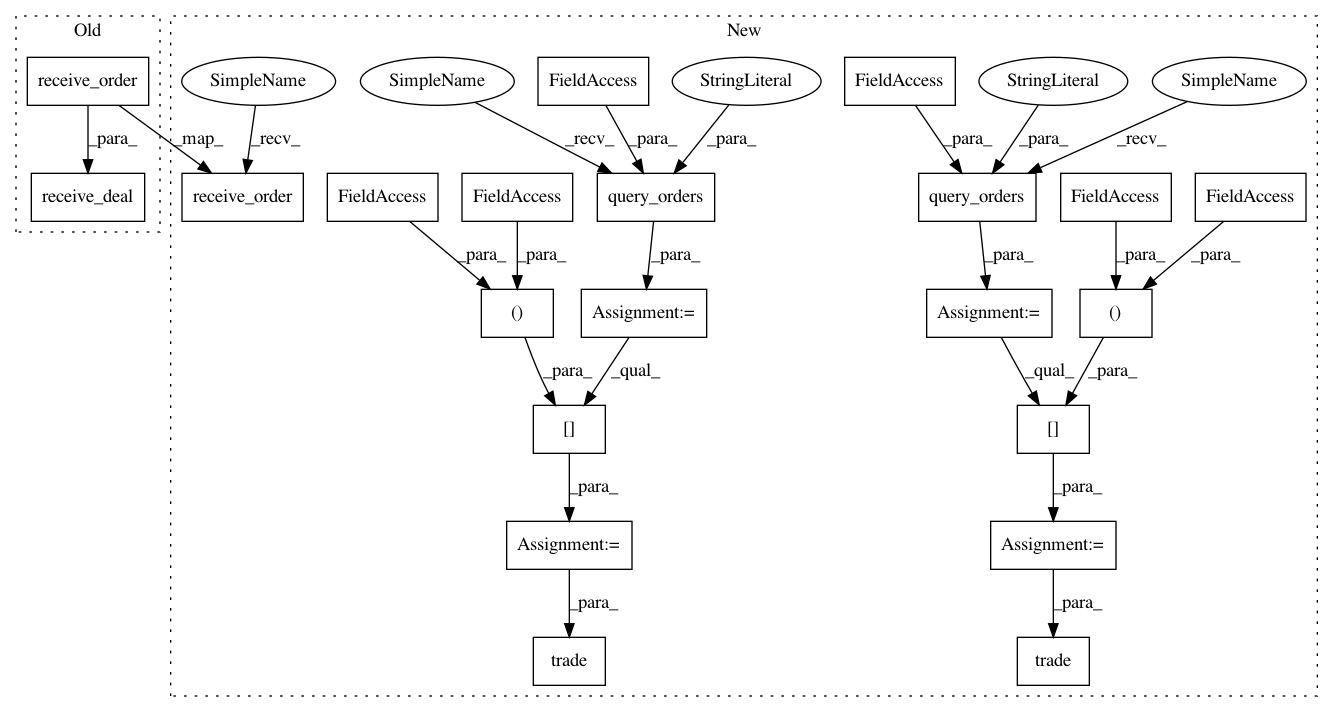 Old
New
receive_order
SimpleName
SimpleName
FieldAccess
StringLiteral
FieldAccess
StringLiteral
SimpleName
_para_
_map_
_recv_
_recv_
_para_
_para_
_para_
_para_
_recv_
receive_deal
receive_order
FieldAccess
FieldAccess
query_orders
query_orders
FieldAccess
FieldAccess
_para_
_para_
_para_
_para_
_para_
_para_
()
Assignment:=
Assignment:=
()
_para_
_qual_
_qual_
_para_
[]
[]
_para_
_para_
Assignment:=
Assignment:=
_para_
_para_
trade
trade